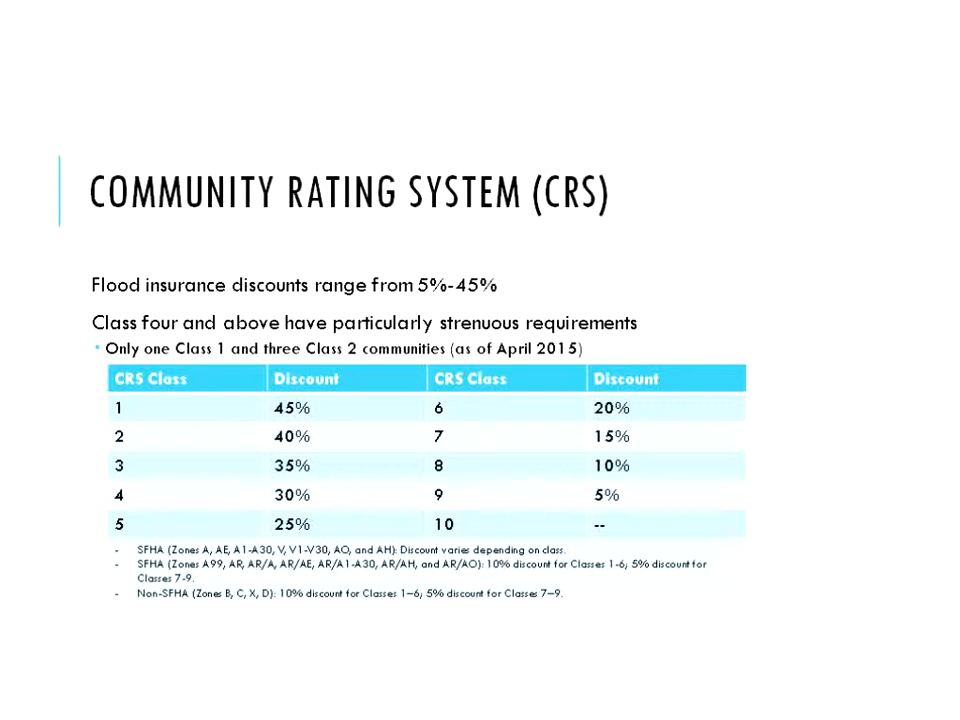 COMMUNITY RATING SYSTEM (CRS)
Flood insurance discounts range from 5%-45%
Class four and above have particularly strenuous requirements
• Only one Class 1 and three Class 2 communities (as of April 2015)
CRS Class Discount CRS Class Discount
1 45% 6 20%
2 40% 7 15%
3 35% 8 10%
4 30% 9 5%
5 25% 10 --
- SFHA (Zones A, AE, A1-A30, V, V1-V30, AO, and AH): Discount varies depending on class.
- SFHA (Zones A99, AR, AR/A, AR/AE, AR/A1-A30, AR/AH, and AR/AO): 10% discount for Classes 1-6; 5% discount for
Classes 7-9.
- Non-SFHA (Zones B, C, X, D): 10% discount for Classes 1–6; 5% discount for Classes 7–9.